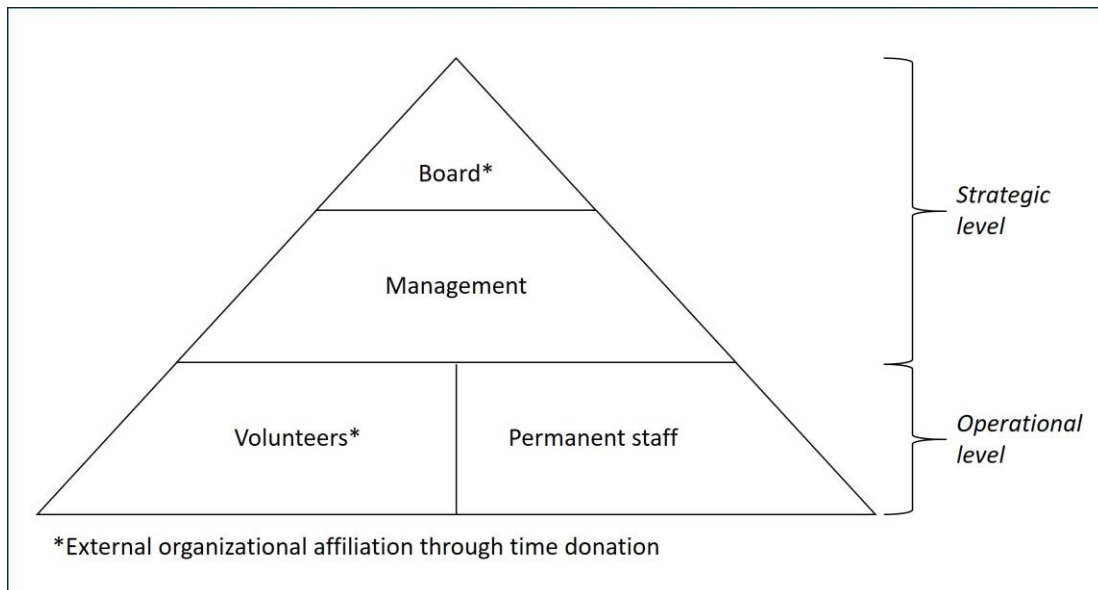 Board*
Strategic
level
Management
Volunteers*
Permanent staff
Operational
level
*External organizational affiliation through time donation